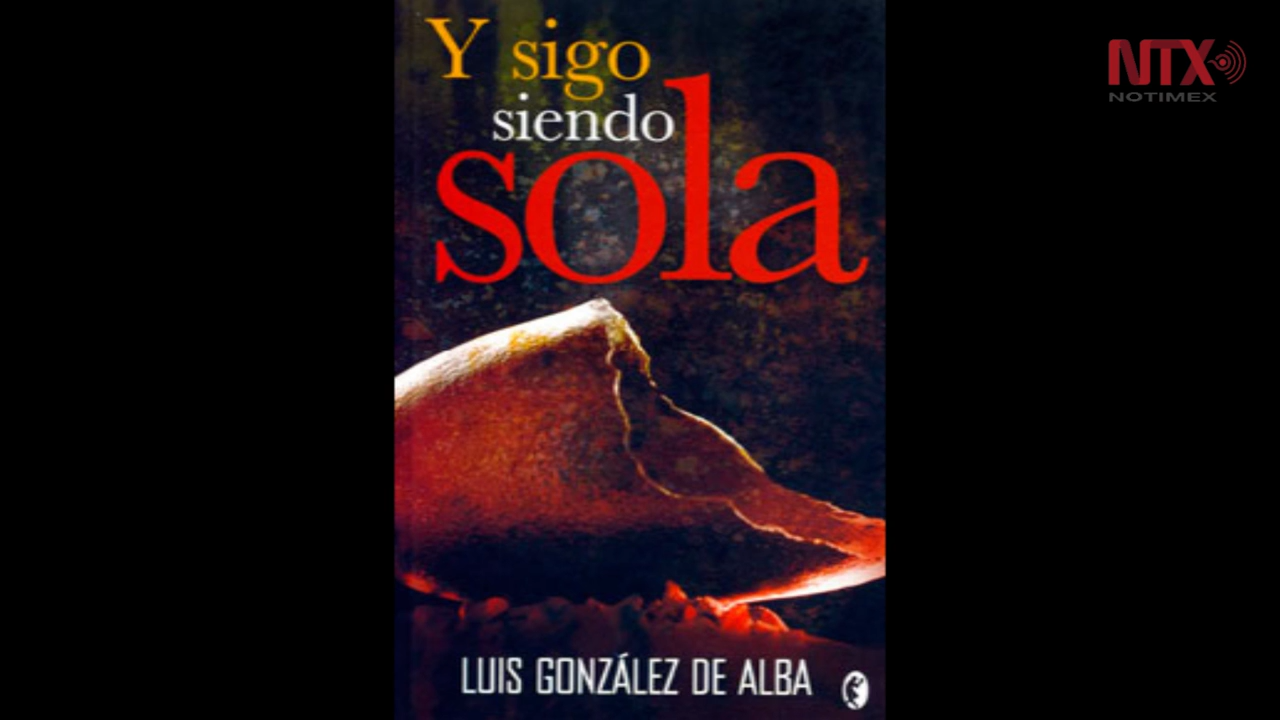 Y sigo
siendo
sola
LUIS GONZÁLEZ DE ALBA
NTX
NOTIMEX